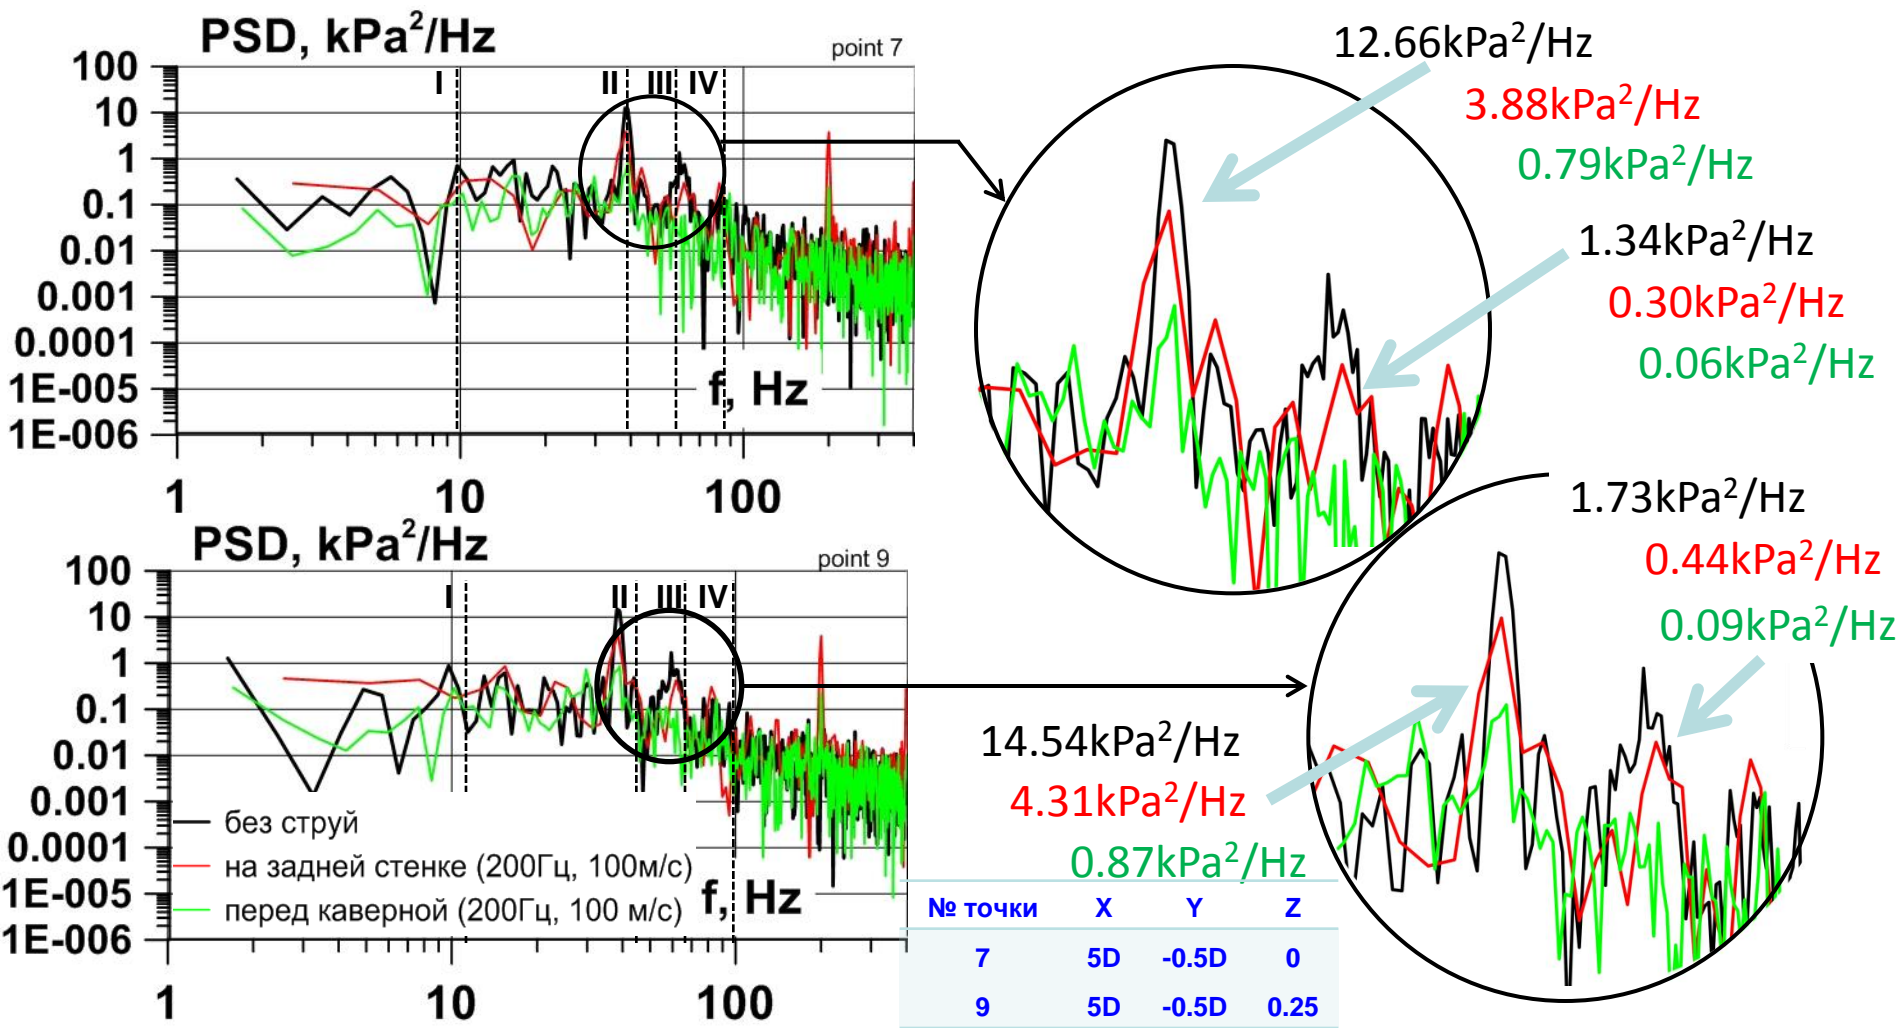 PSD, kPa²/Hz
point 7
100
10
1
0.1
0.01
0.001
0.0001
1E-005
1E-006
I II III IV
f, Hz
1 10 100
12.66kPa²/Hz
3.88kPa²/Hz
0.79kPa²/Hz
1.34kPa²/Hz
0.30kPa²/Hz
0.06kPa²/Hz
PSD, kPa²/Hz
point 9
100
10
1
0.1
0.01
0.001
0.0001
1E-005
1E-006
I II III IV
без струй
на задней стенке (200Гц, 100м/с)
перед каверной (200Гц, 100 м/с)
f, Hz
1 10 100
1.73kPa²/Hz
0.44kPa²/Hz
0.09kPa²/Hz
14.54kPa²/Hz
4.31kPa²/Hz
0.87kPa²/Hz
№ точки X Y Z
7 5D -0.5D 0
9 5D -0.5D 0.25